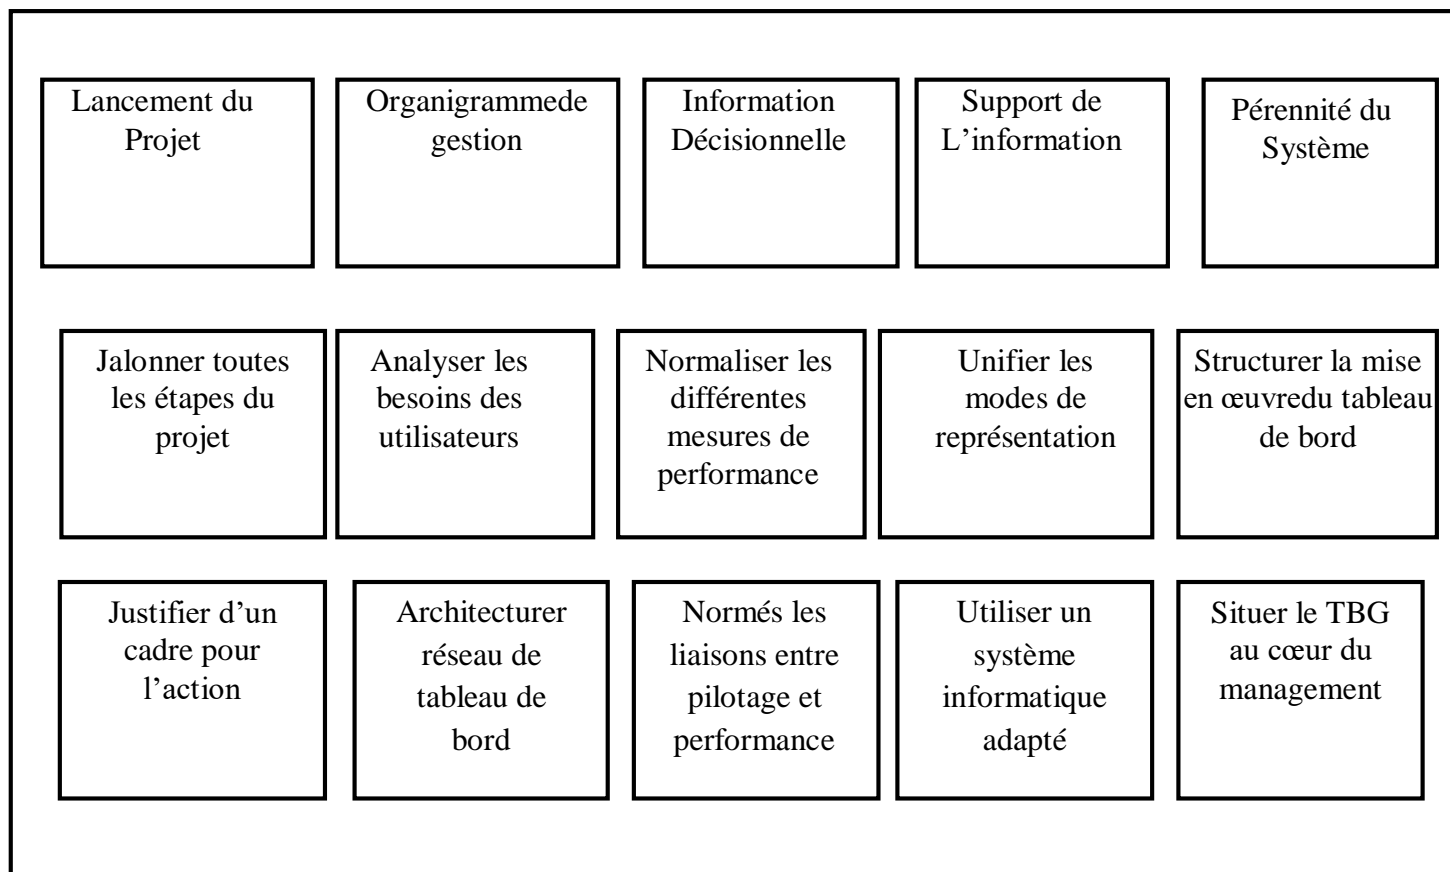 Lancement du
Projet
Organigrammede
gestion
Information
Décisionnelle
Support de
L’information
Pérennité du
Système
Jalonner toutes
les étapes du
projet
Analyser les
besoins des
utilisateurs
Normaliser les
différentes
mesures de
performance
Unifier les
modes de
représentation
Structurer la mise
en œuvredu tableau
de bord
Justifier d’un
cadre pour
l’action
Architecturer
réseau de
tableau de
bord
Normés les
liaisons entre
pilotage et
performance
Utiliser un
système
informatique
adapté
Situer le TBG
au cœur du
management